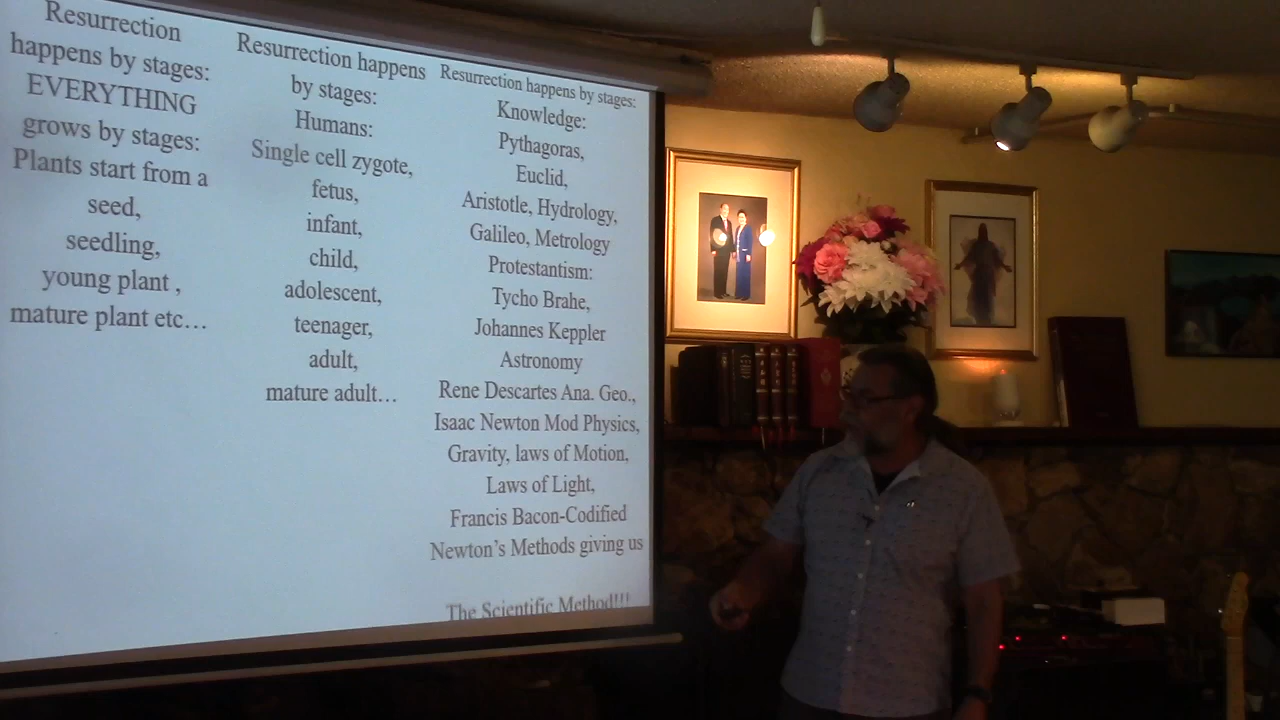 Resurrection
happens by stages:
EVERYTHING
grows by stages:
Plants start from a
seed,
seedling,
young plant ,
mature plant etc…
Resurrection happens
by stages:
Humans:
Single cell zygote,
fetus,
infant,
child,
adolescent,
teenager,
adult,
mature adult…
Resurrection happens by stages:
Knowledge:
Pythagoras,
Euclid,
Aristotle, Hydrology,
Galileo, Metrology
Protestantism:
Tycho Brahe,
Johannes Keppler
Astronomy
Rene Descartes Ana. Geo.,
Isaac Newton Mod Physics,
Gravity, laws of Motion,
Laws of Light,
Francis Bacon-Codified
Newton’s Methods giving us
The Scientific Method!!!